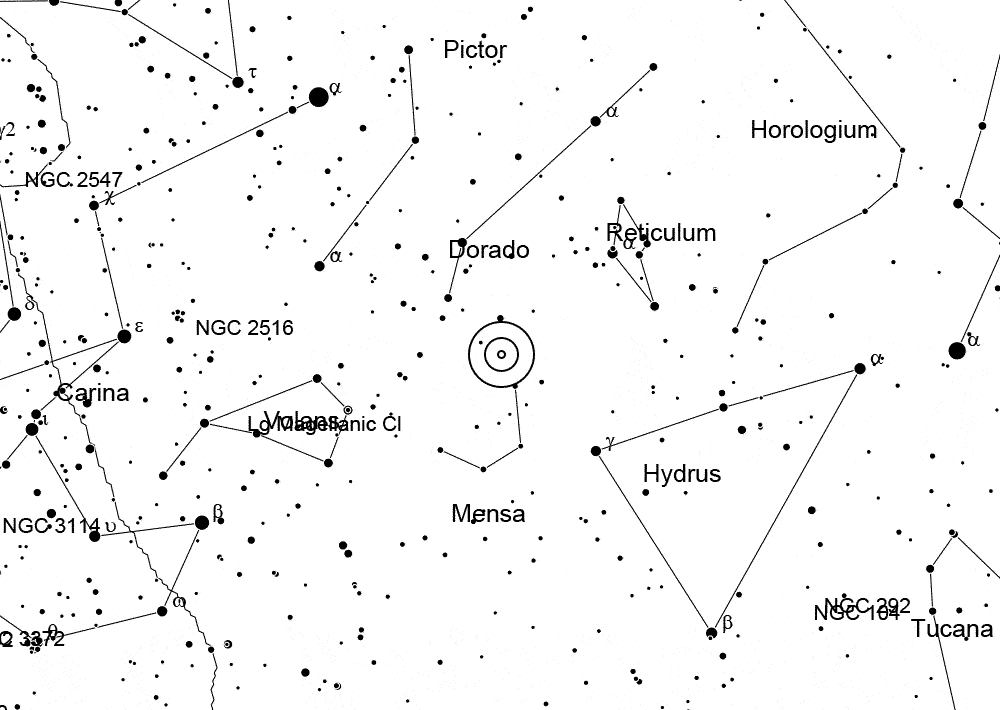 Pictor
τ
α
α
γ2
Horologium
NGC 2547
χ
Reticulum
α
Dorado
α
δ
ε
NGC 2516
α
α
Carina
Volans
Lg Magellanic Cl
ι
γ
Hydrus
β
Mensa
NGC 3114
υ
ω
NGC 292
NGC 104
β
Tucana
θ
C 3372